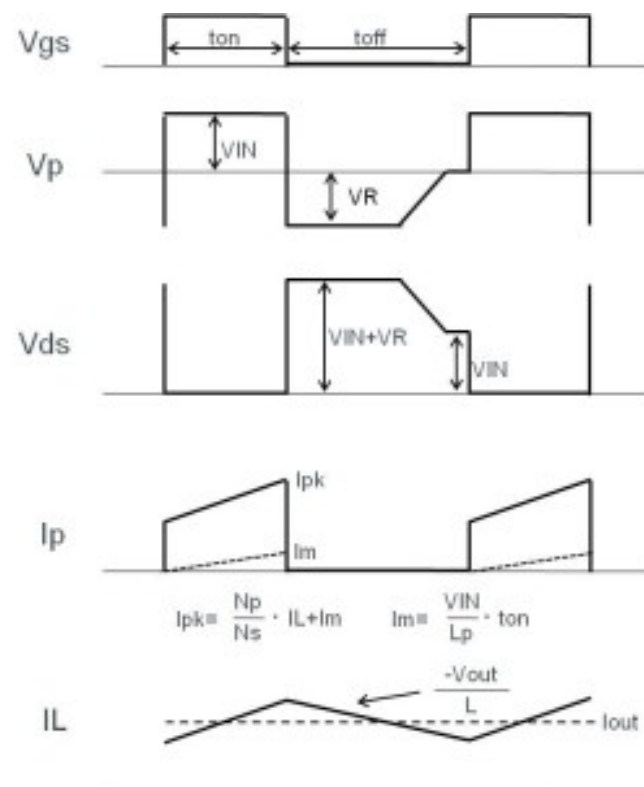 Vgs
ton
toff
Vp
VIN
VR
Vds
VIN+VR
VIN
Ip
Ipk
Im
Ipk= Np/Ns · IL+Im
Im= VIN/Lp · ton
-Vout/L
IL
Iout